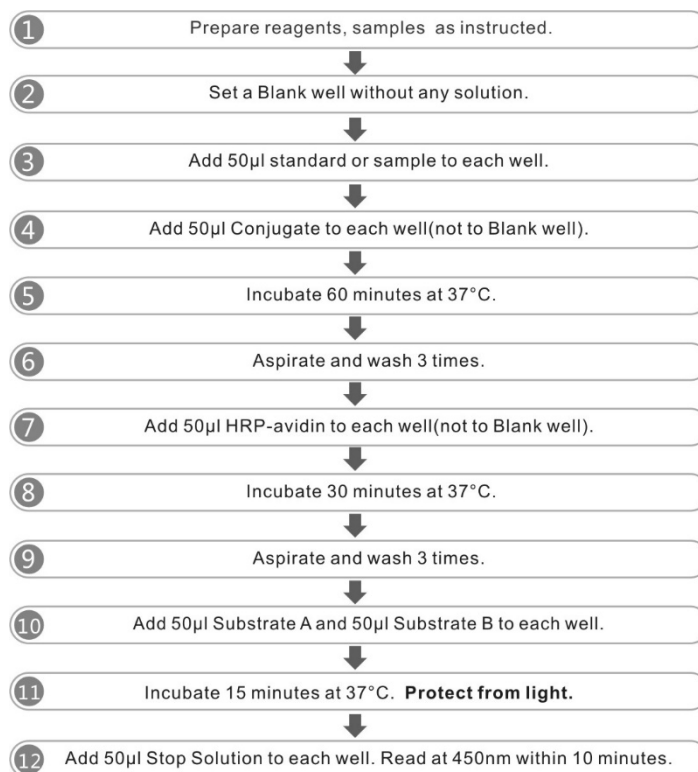 1 Prepare reagents, samples as instructed.
2 Set a Blank well without any solution.
3 Add 50μl standard or sample to each well.
4 Add 50μl Conjugate to each well(not to Blank well).
5 Incubate 60 minutes at 37°C.
6 Aspirate and wash 3 times.
7 Add 50μl HRP-avidin to each well(not to Blank well).
8 Incubate 30 minutes at 37°C.
9 Aspirate and wash 3 times.
10 Add 50μl Substrate A and 50μl Substrate B to each well.
11 Incubate 15 minutes at 37°C. Protect from light.
12 Add 50μl Stop Solution to each well. Read at 450nm within 10 minutes.